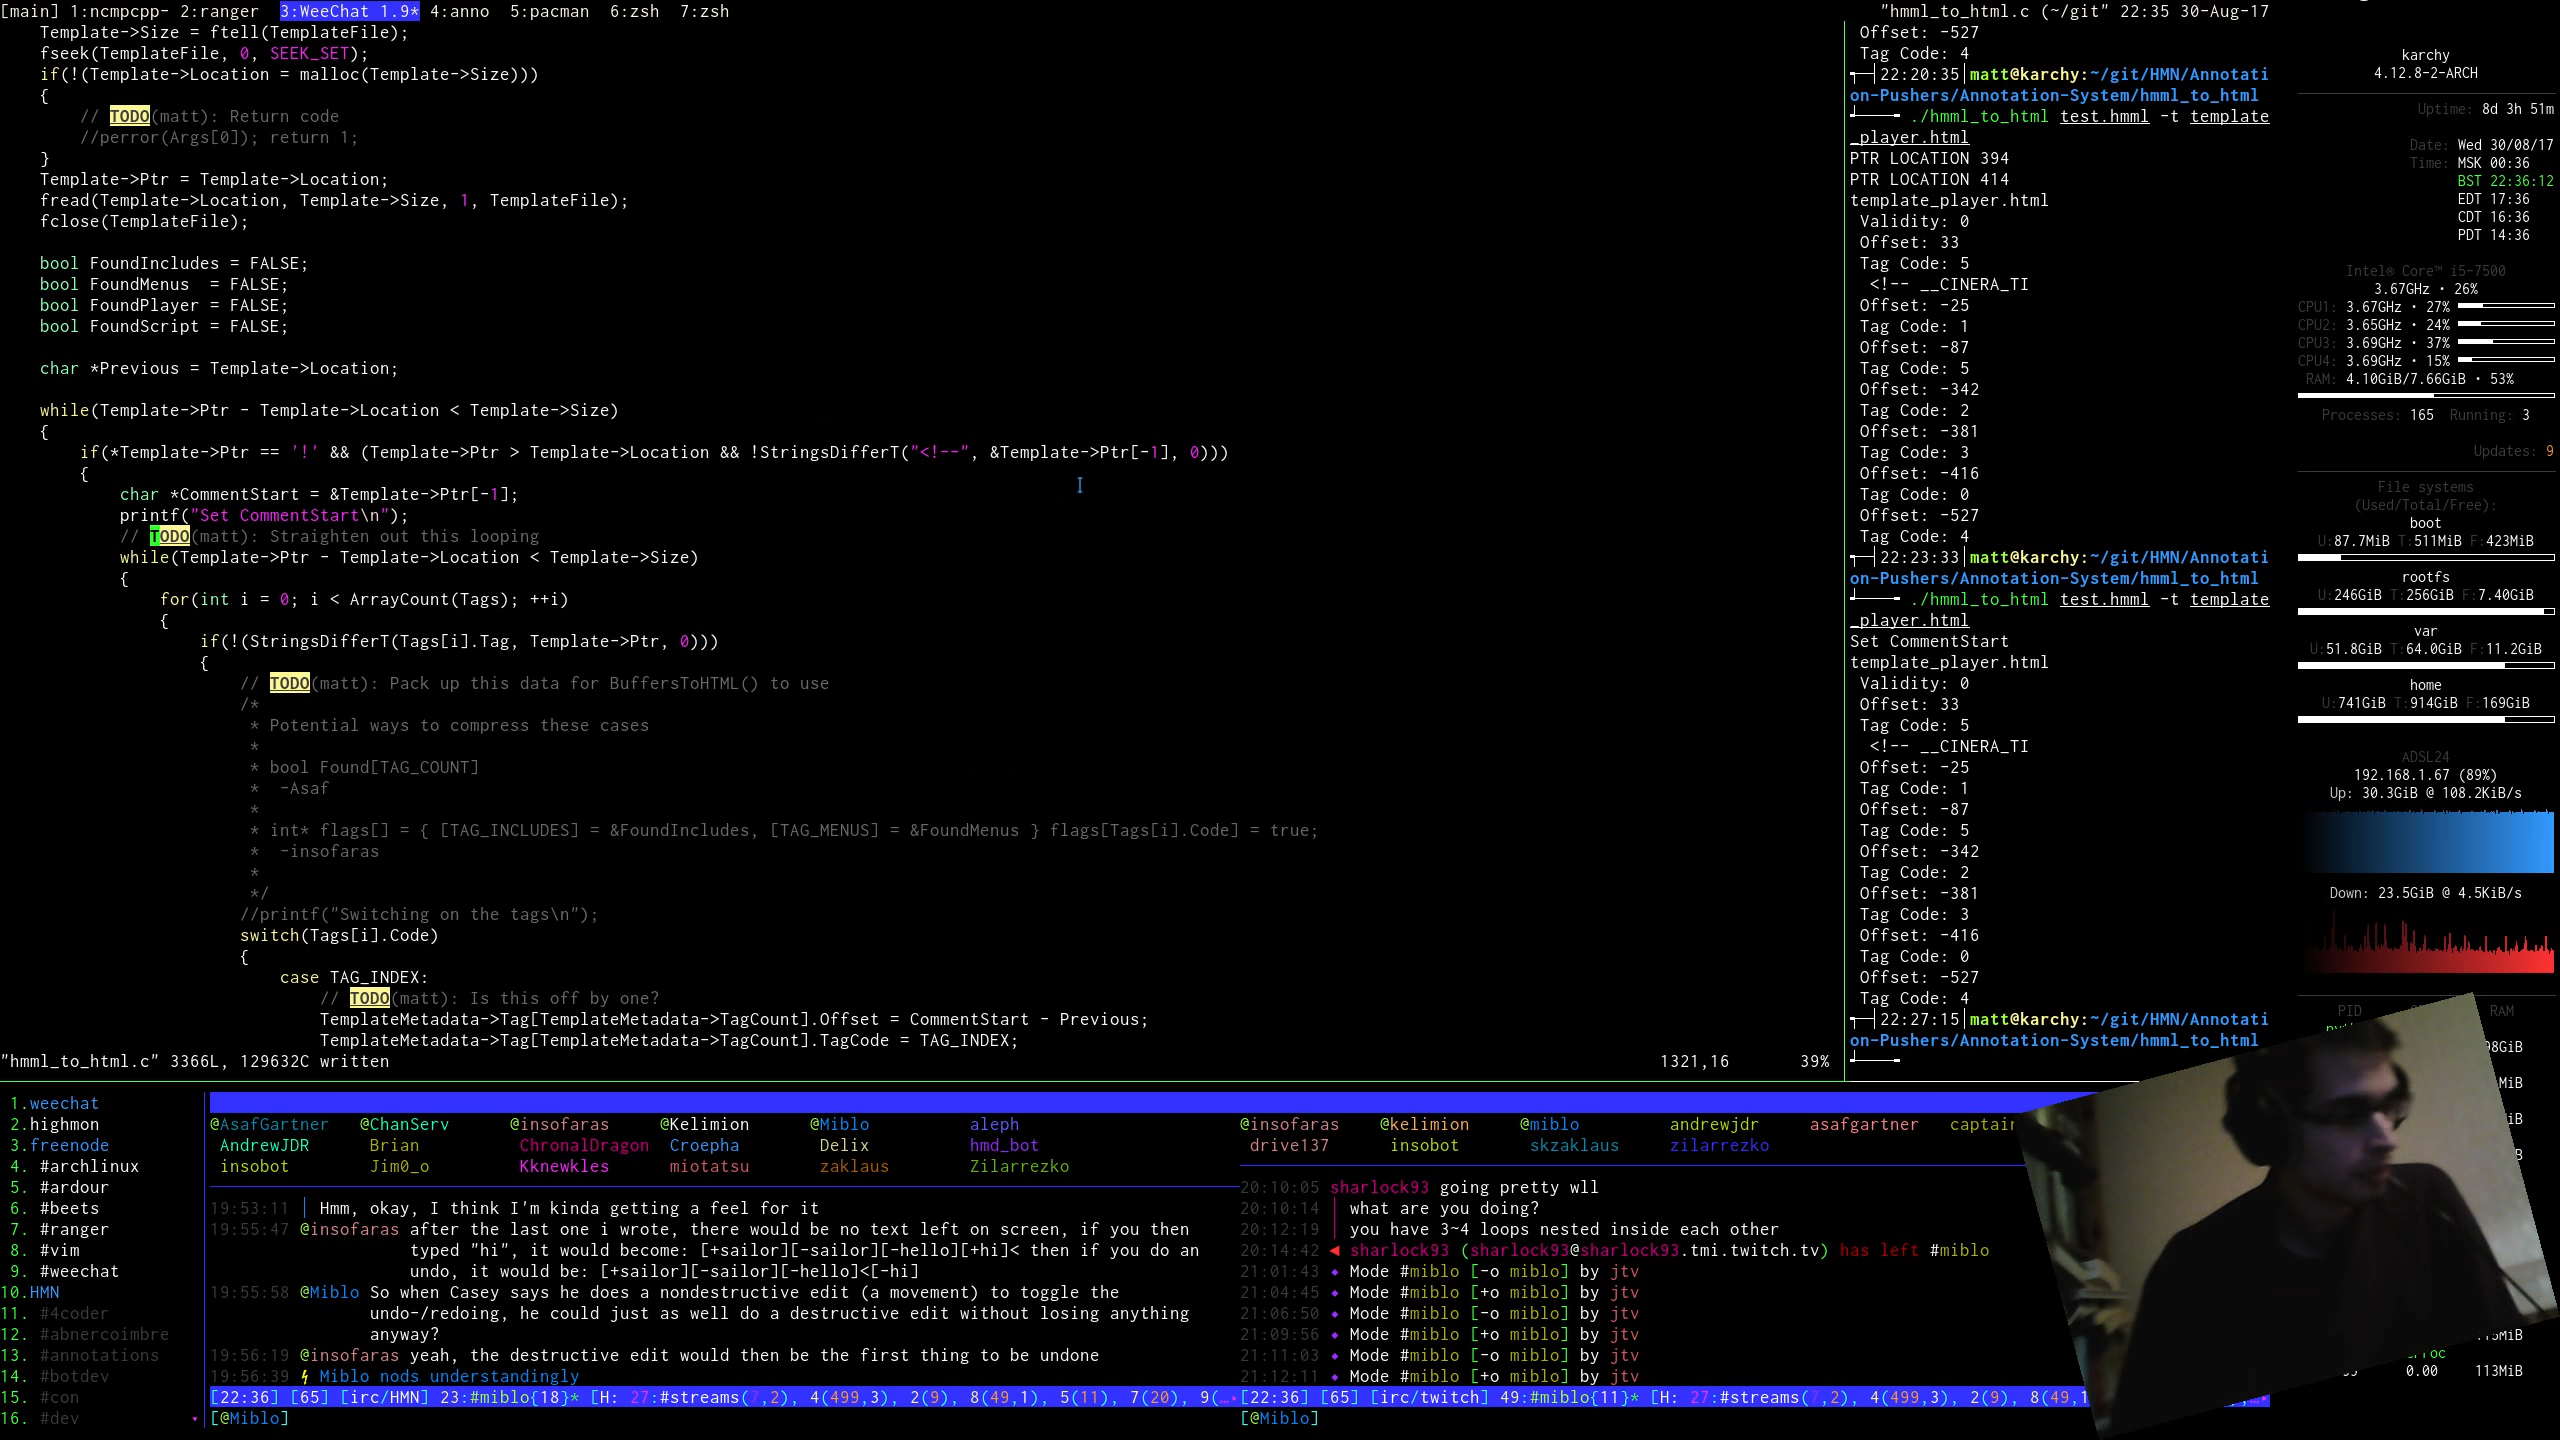 [main] 1:ncmpcpp- 2:ranger  3:WeeChat 1.9* 4:anno  5:pacman  6:zsh  7:zsh
"hmml_to_html.c (~/git" 22:35 30-Aug-17
Template->Size = ftell(TemplateFile);
fseek(TemplateFile, 0, SEEK_SET);
if(!(Template->Location = malloc(Template->Size)))
{
// TODO(matt): Return code
//perror(Args[0]); return 1;
}
Template->Ptr = Template->Location;
fread(Template->Location, Template->Size, 1, TemplateFile);
fclose(TemplateFile);
bool FoundIncludes = FALSE;
bool FoundMenus  = FALSE;
bool FoundPlayer = FALSE;
bool FoundScript = FALSE;
char *Previous = Template->Location;
while(Template->Ptr - Template->Location < Template->Size)
{
if(*Template->Ptr == '!' && (Template->Ptr > Template->Location && !StringsDifferT("<!--", &Template->Ptr[-1], 0)))
{
char *CommentStart = &Template->Ptr[-1];
printf("Set CommentStart\n");
// TODO(matt): Straighten out this looping
while(Template->Ptr - Template->Location < Template->Size)
{
for(int i = 0; i < ArrayCount(Tags); ++i)
{
if(!(StringsDifferT(Tags[i].Tag, Template->Ptr, 0)))
{
// TODO(matt): Pack up this data for BuffersToHTML() to use
/*
* Potential ways to compress these cases
*
* bool Found[TAG_COUNT]
*  -Asaf
*
* int* flags[] = { [TAG_INCLUDES] = &FoundIncludes, [TAG_MENUS] = &FoundMenus } flags[Tags[i].Code] = true;
*  -insofaras
*
*/
//printf("Switching on the tags\n");
switch(Tags[i].Code)
{
case TAG_INDEX:
// TODO(matt): Is this off by one?
TemplateMetadata->Tag[TemplateMetadata->TagCount].Offset = CommentStart - Previous;
TemplateMetadata->Tag[TemplateMetadata->TagCount].TagCode = TAG_INDEX;
"hmml_to_html.c" 3366L, 129632C written
1321,16
39%
Offset: -527
Tag Code: 4
22:20:35 matt@karchy:~/git/HMN/Annotati
on-Pushers/Annotation-System/hmml_to_html
./hmml_to_html test.hmml -t template
_player.html
PTR LOCATION 394
PTR LOCATION 414
template_player.html
Validity: 0
Offset: 33
Tag Code: 5
<!-- __CINERA_TI
Offset: -25
Tag Code: 1
Offset: -87
Tag Code: 5
Offset: -342
Tag Code: 2
Offset: -381
Tag Code: 3
Offset: -416
Tag Code: 0
Offset: -527
Tag Code: 4
22:23:33 matt@karchy:~/git/HMN/Annotati
on-Pushers/Annotation-System/hmml_to_html
./hmml_to_html test.hmml -t template
_player.html
Set CommentStart
template_player.html
Validity: 0
Offset: 33
Tag Code: 5
<!-- __CINERA_TI
Offset: -25
Tag Code: 1
Offset: -87
Tag Code: 5
Offset: -342
Tag Code: 2
Offset: -381
Tag Code: 3
Offset: -416
Tag Code: 0
Offset: -527
Tag Code: 4
22:27:15 matt@karchy:~/git/HMN/Annotati
on-Pushers/Annotation-System/hmml_to_html
karchy
4.12.8-2-ARCH
Uptime: 8d 3h 51m
Date: Wed 30/08/17
Time: MSK 00:36
BST 22:36:12
EDT 17:36
CDT 16:36
PDT 14:36
Intel® Core™ i5-7500
3.67GHz • 26%
CPU1: 3.67GHz • 27%
CPU2: 3.65GHz • 24%
CPU3: 3.69GHz • 37%
CPU4: 3.69GHz • 15%
RAM: 4.10GiB/7.66GiB • 53%
Processes: 165  Running: 3
Updates: 9
File systems
(Used/Total/Free):
boot
U:87.7MiB T:511MiB F:423MiB
rootfs
U:246GiB T:256GiB F:7.40GiB
var
U:51.8GiB T:64.0GiB F:11.2GiB
home
U:741GiB T:914GiB F:169GiB
ADSL24
192.168.1.67 (89%)
Up: 30.3GiB @ 108.2KiB/s
Down: 23.5GiB @ 4.5KiB/s
PID
RAM
0.00
113MiB
1.weechat
2.highmon
3.freenode
4. #archlinux
5. #ardour
6. #beets
7. #ranger
8. #vim
9. #weechat
10.HMN
11. #4coder
12. #abnercoimbre
13. #annotations
14. #botdev
15. #con
16. #dev
@AsafGartner @ChanServ @insofaras @Kelimion @Miblo aleph
AndrewJDR Brian ChronalDragon Croepha Delix hmd_bot
insobot Jim0_o Kknewkles miotatsu zaklaus Zilarrezko
19:53:11 Hmm, okay, I think I'm kinda getting a feel for it
19:55:47 @insofaras after the last one i wrote, there would be no text left on screen, if you then
typed "hi", it would become: [+sailor][-sailor][-hello][+hi]< then if you do an
undo, it would be: [+sailor][-sailor][-hello]<[-hi]
19:55:58 @Miblo So when Casey says he does a nondestructive edit (a movement) to toggle the
undo-/redoing, he could just as well do a destructive edit without losing anything
anyway?
19:56:19 @insofaras yeah, the destructive edit would then be the first thing to be undone
19:56:39 Miblo nods understandingly
[22:36] [65] [irc/HMN] 23:#miblo{18}* [H: 27:#streams(7,2), 4(499,3), 2(9), 8(49,1), 5(11), 7(20), 9(…
[@Miblo]
@insofaras @kelimion @miblo andrewjdr asafgartner captain
drive137 insobot skzaklaus zilarrezko
20:10:05 sharlock93 going pretty wll
20:10:14 what are you doing?
20:12:19 you have 3~4 loops nested inside each other
20:14:42 sharlock93 (sharlock93@sharlock93.tmi.twitch.tv) has left #miblo
21:01:43 Mode #miblo [-o miblo] by jtv
21:04:45 Mode #miblo [+o miblo] by jtv
21:06:50 Mode #miblo [-o miblo] by jtv
21:09:56 Mode #miblo [+o miblo] by jtv
21:11:03 Mode #miblo [-o miblo] by jtv
21:12:11 Mode #miblo [+o miblo] by jtv
[22:36] [65] [irc/twitch] 49:#miblo{11}* [H: 27:#streams(7,2), 4(499,3), 2(9), 8(49,1
[@Miblo]